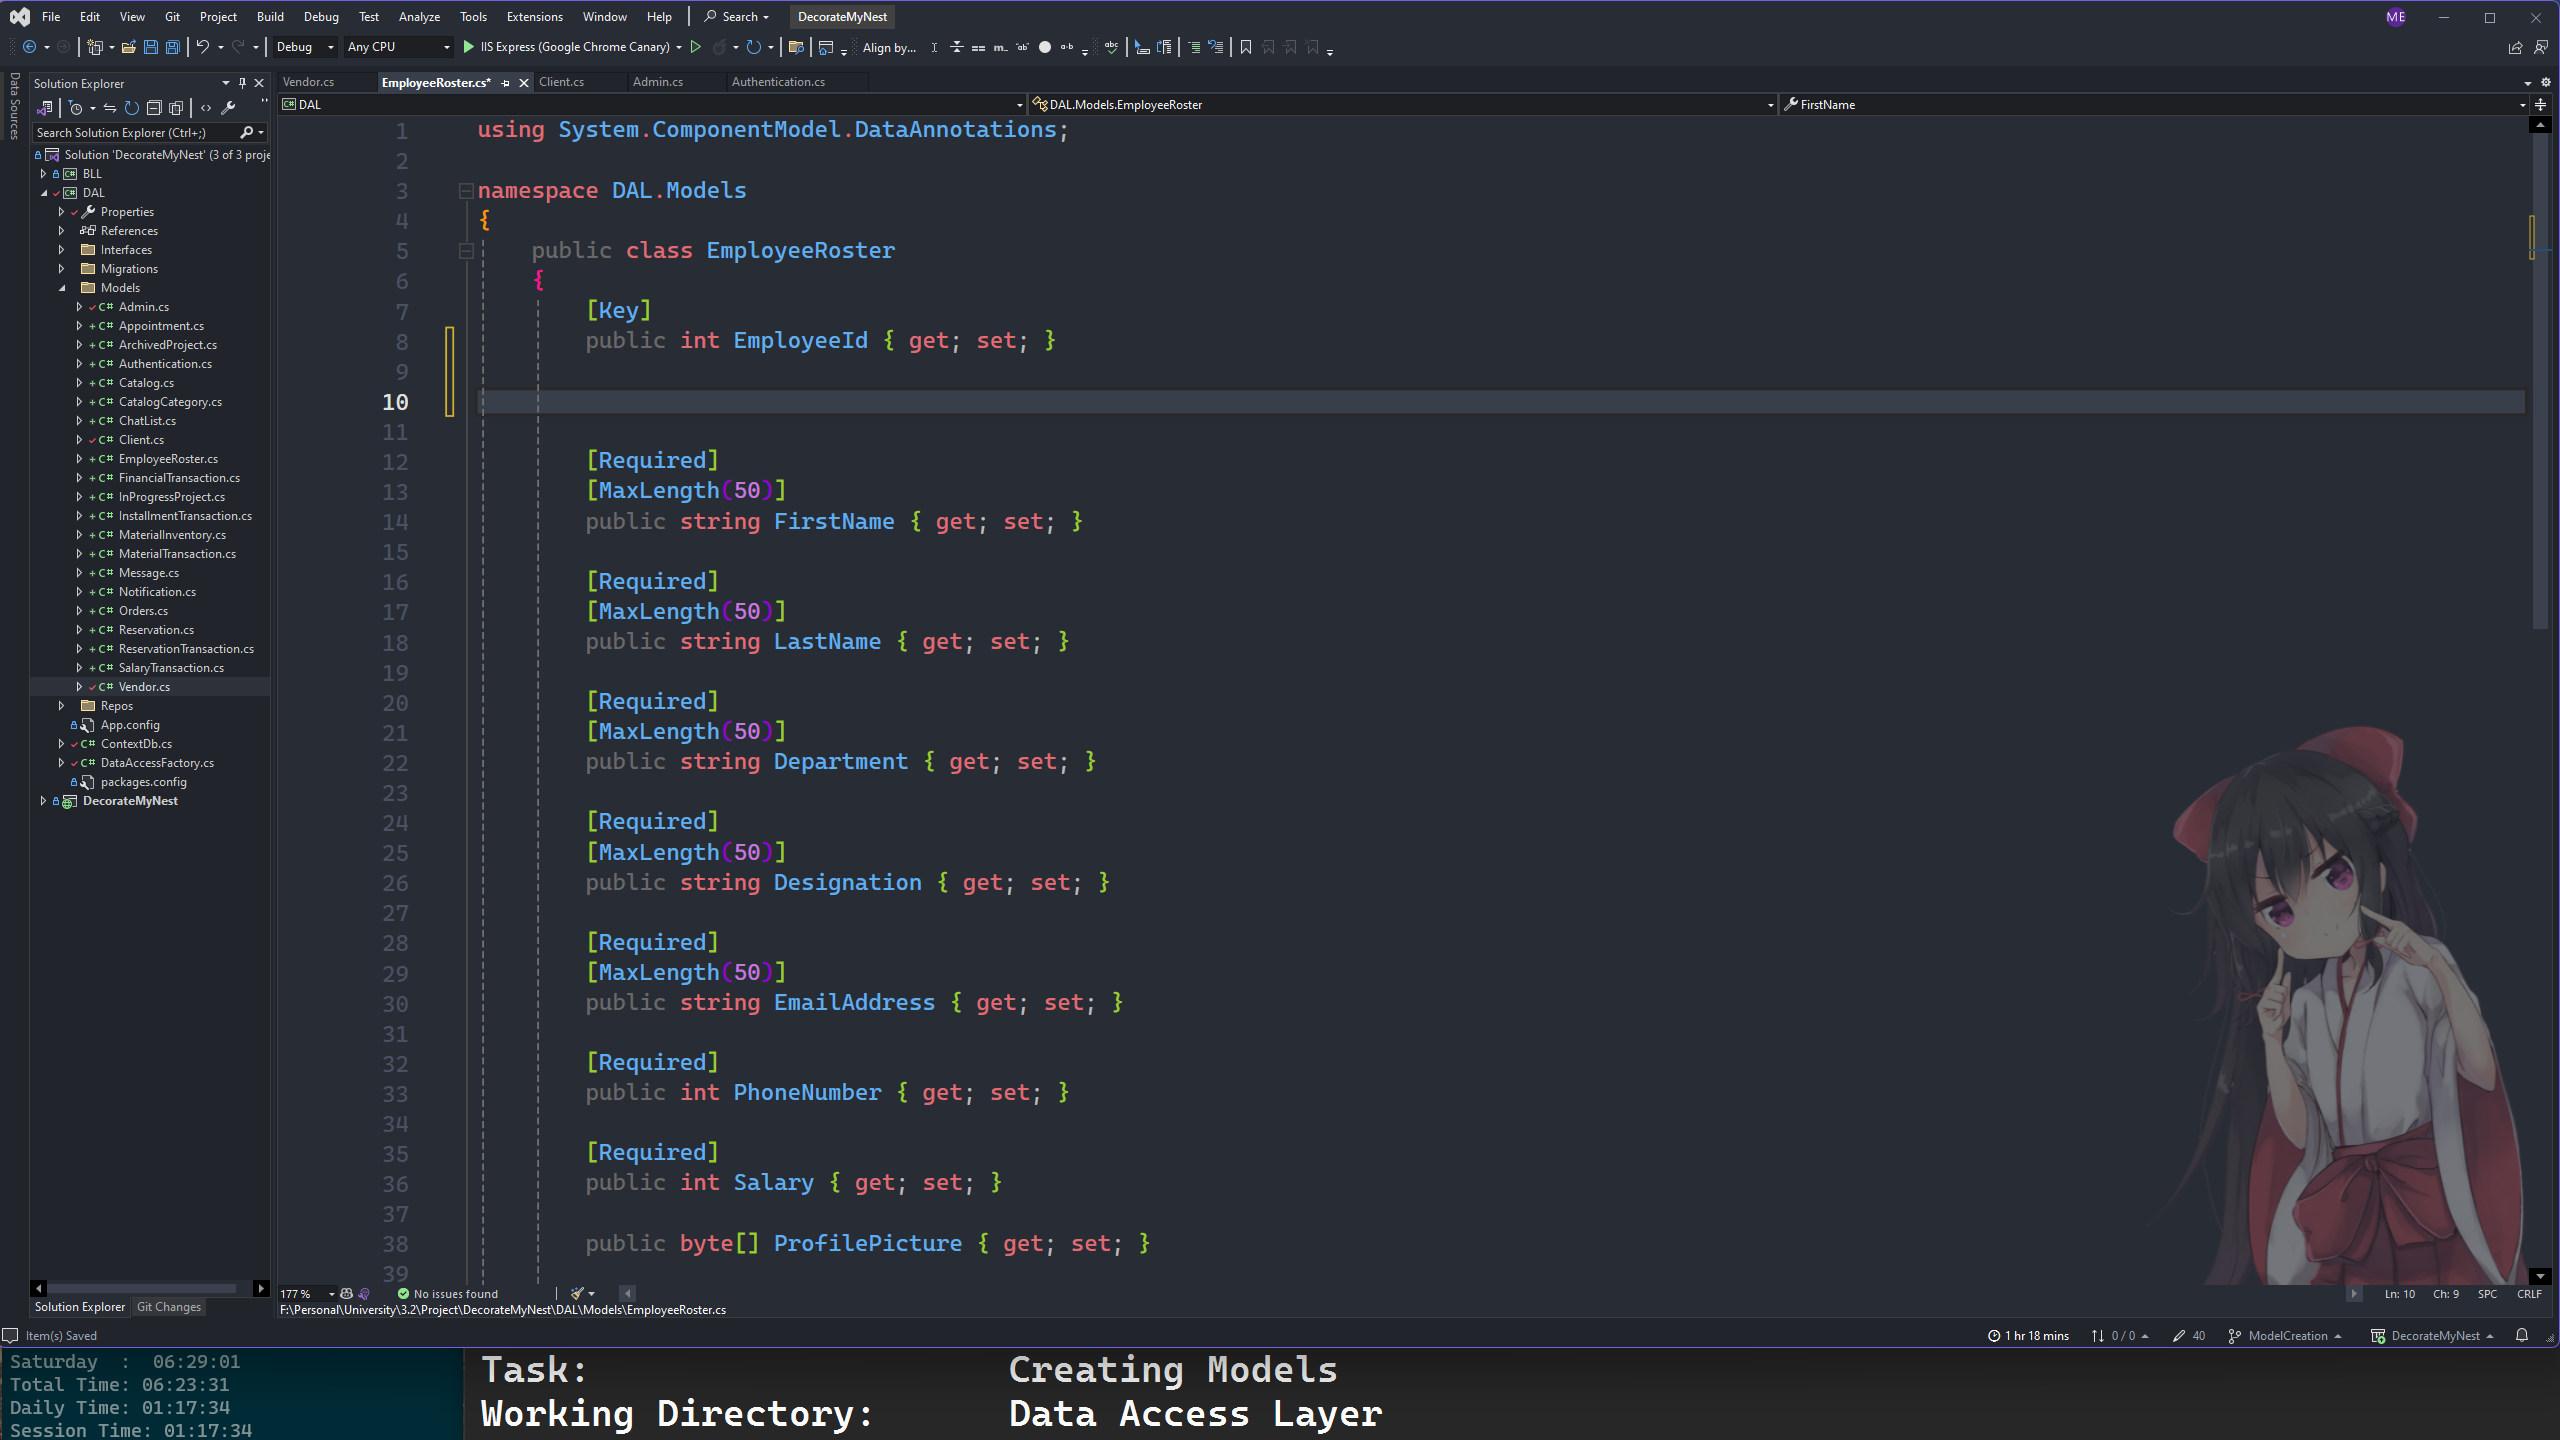 File Edit View Git Project Build Debug Test Analyze Tools Extensions Window Help Search DecorateMyNest ME
Debug Any CPU IIS Express (Google Chrome Canary) Align by...
Data Sources
Solution Explorer
Search Solution Explorer (Ctrl+;)
Solution 'DecorateMyNest' (3 of 3 proje
BLL
DAL
Properties
References
Interfaces
Migrations
Models
C# Admin.cs
C# Appointment.cs
C# ArchivedProject.cs
C# Authentication.cs
C# Catalog.cs
C# CatalogCategory.cs
C# ChatList.cs
C# Client.cs
C# EmployeeRoster.cs
C# FinancialTransaction.cs
C# InProgressProject.cs
C# InstallmentTransaction.cs
C# MaterialInventory.cs
C# MaterialTransaction.cs
C# Message.cs
C# Notification.cs
C# Orders.cs
C# Reservation.cs
C# ReservationTransaction.cs
C# SalaryTransaction.cs
C# Vendor.cs
Repos
App.config
C# ContextDb.cs
C# DataAccessFactory.cs
packages.config
DecorateMyNest
Solution Explorer Git Changes
Vendor.cs EmployeeRoster.cs* Client.cs Admin.cs Authentication.cs
DAL DAL.Models.EmployeeRoster FirstName
1 using System.ComponentModel.DataAnnotations;
2
3 namespace DAL.Models
4 {
5 public class EmployeeRoster
6 {
7 [Key]
8 public int EmployeeId { get; set; }
9
10
11
12 [Required]
13 [MaxLength(50)]
14 public string FirstName { get; set; }
15
16 [Required]
17 [MaxLength(50)]
18 public string LastName { get; set; }
19
20 [Required]
21 [MaxLength(50)]
22 public string Department { get; set; }
23
24 [Required]
25 [MaxLength(50)]
26 public string Designation { get; set; }
27
28 [Required]
29 [MaxLength(50)]
30 public string EmailAddress { get; set; }
31
32 [Required]
33 public int PhoneNumber { get; set; }
34
35 [Required]
36 public int Salary { get; set; }
37
38 public byte[] ProfilePicture { get; set; }
39
177 % No issues found Ln: 10 Ch: 9 SPC CRLF
F:\Personal\University\3.2\Project\DecorateMyNest\DAL\Models\EmployeeRoster.cs
Item(s) Saved 1 hr 18 mins 0 / 0 40 ModelCreation DecorateMyNest
Saturday : 06:29:01
Total Time: 06:23:31
Daily Time: 01:17:34
Session Time: 01:17:34
Task: Creating Models
Working Directory: Data Access Layer